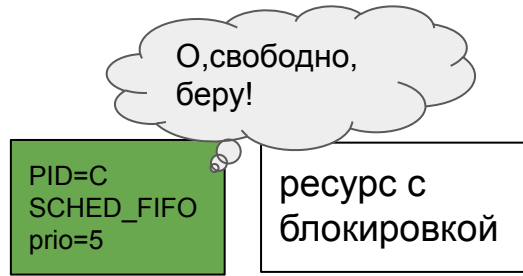 О,свободно,
беру!
PID=C
SCHED_FIFO
prio=5
ресурс с
блокировкой